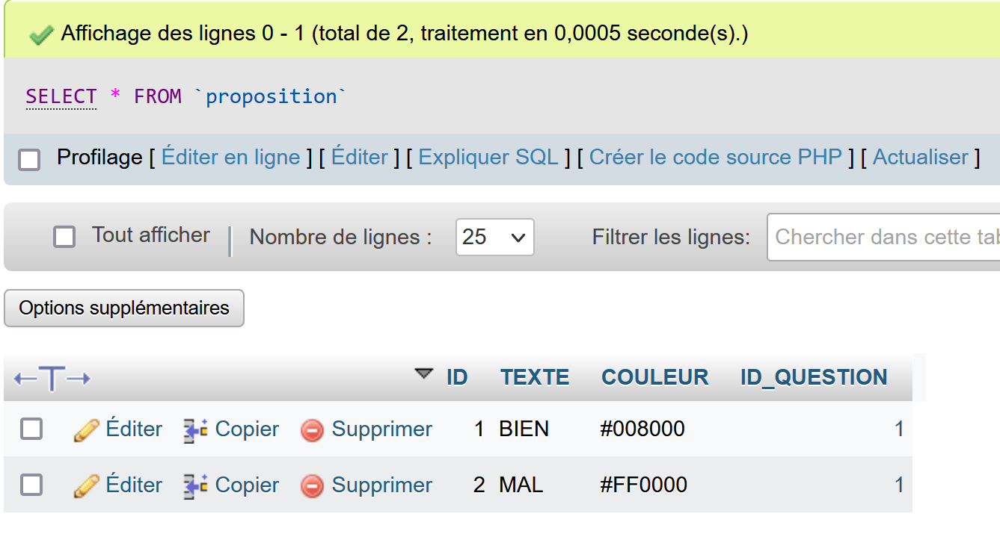 Affichage des lignes 0 - 1 (total de 2, traitement en 0,0005 seconde(s).)
SELECT * FROM `proposition`
Profilage [ Éditer en ligne ] [ Éditer ] [ Expliquer SQL ] [ Créer le code source PHP ] [ Actualiser ]
Tout afficher Nombre de lignes : 25 Filtrer les lignes: Chercher dans cette tab
Options supplémentaires
ID TEXTE COULEUR ID_QUESTION
Éditer Copier Supprimer 1 BIEN #008000 1
Éditer Copier Supprimer 2 MAL #FF0000 1